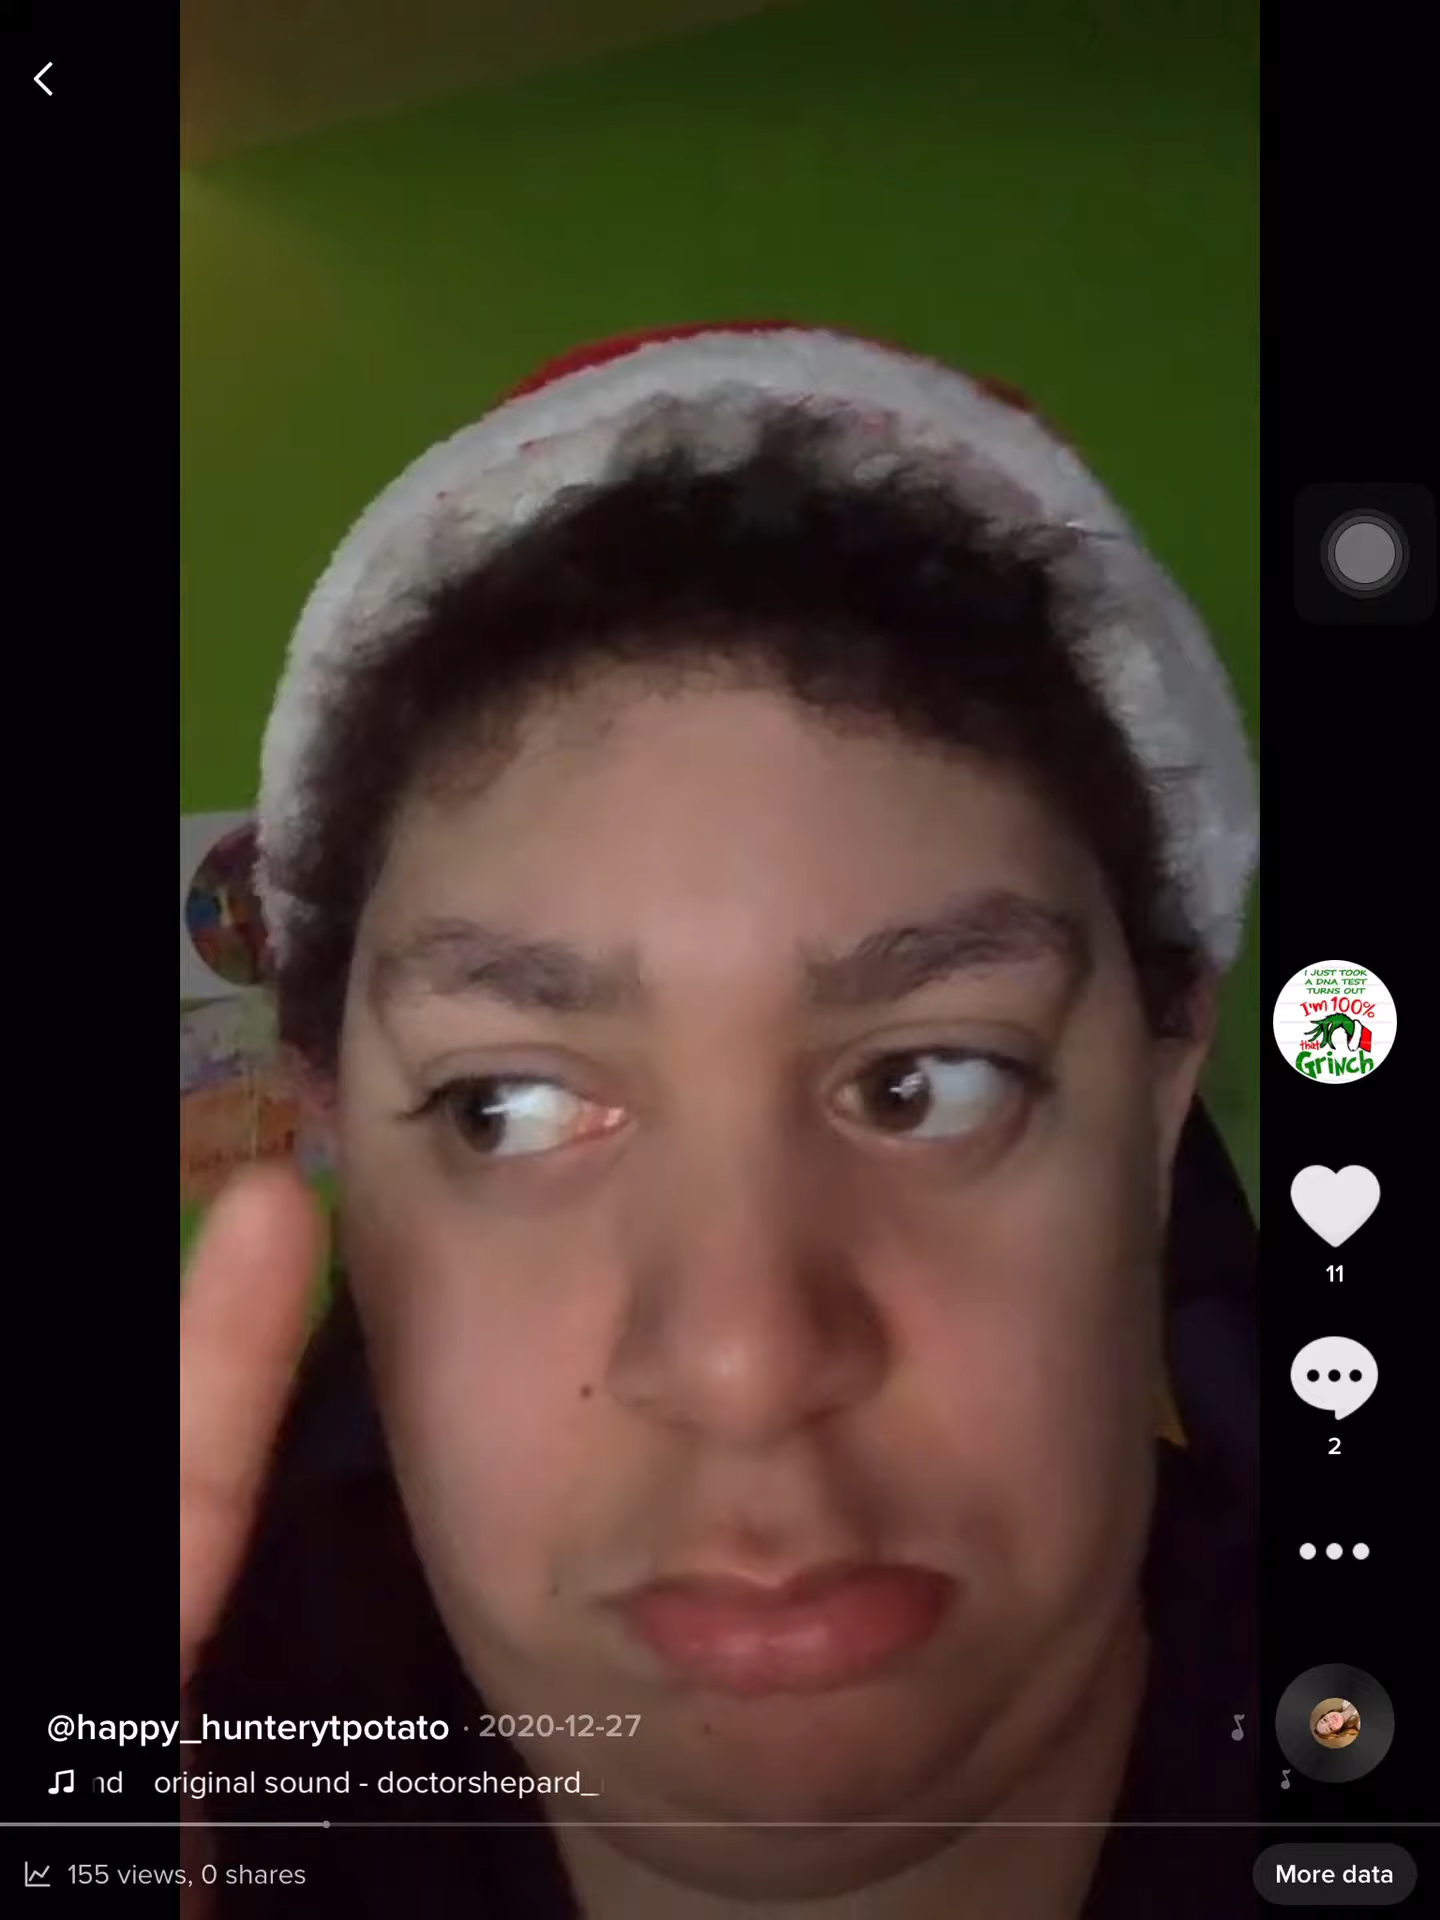 I JUST TOOK
A DNA TEST
TURNS OUT
I'm 100%
that
GRINCH
11
2
@happy_hunterytpotato · 2020-12-27
nd original sound - doctorshepard_
155 views, 0 shares
More data